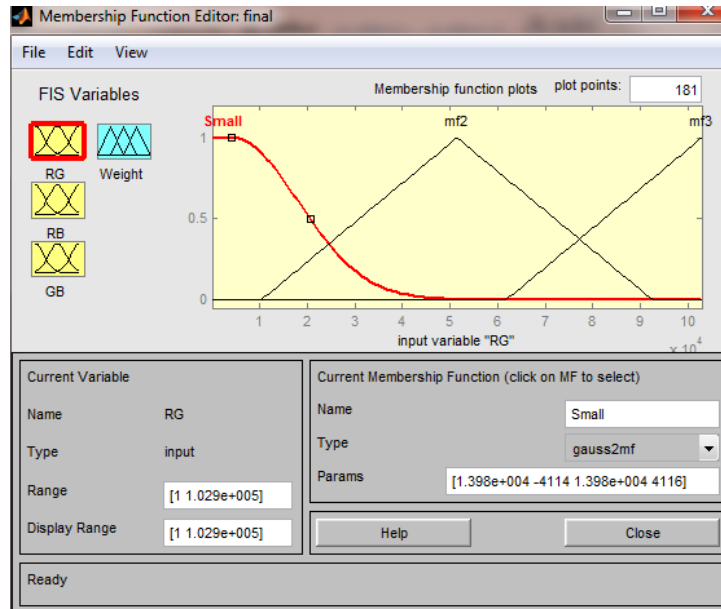 Membership Function Editor: final
File Edit View
FIS Variables
Membership function plots plot points: 181
RG Weight
RB
GB
Small mf2 mf3
1
0.5
0
1 2 3 4 5 6 7 8 9 10
input variable "RG"
x 10^4
Current Variable
Name RG
Type input
Range [1 1.029e+005]
Display Range [1 1.029e+005]
Current Membership Function (click on MF to select)
Name Small
Type gauss2mf
Params [1.398e+004 -4114 1.398e+004 4116]
Help Close
Ready